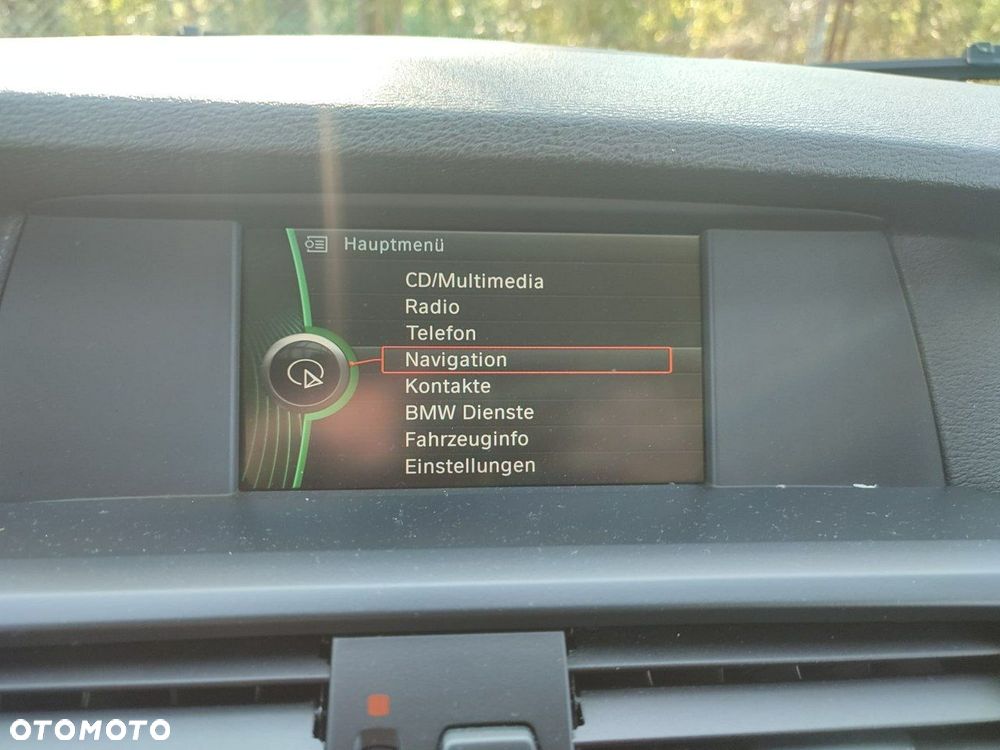 Hauptmenü
CD/Multimedia
Radio
Telefon
Navigation
Kontakte
BMW Dienste
Fahrzeuginfo
Einstellungen
OTOMOTO